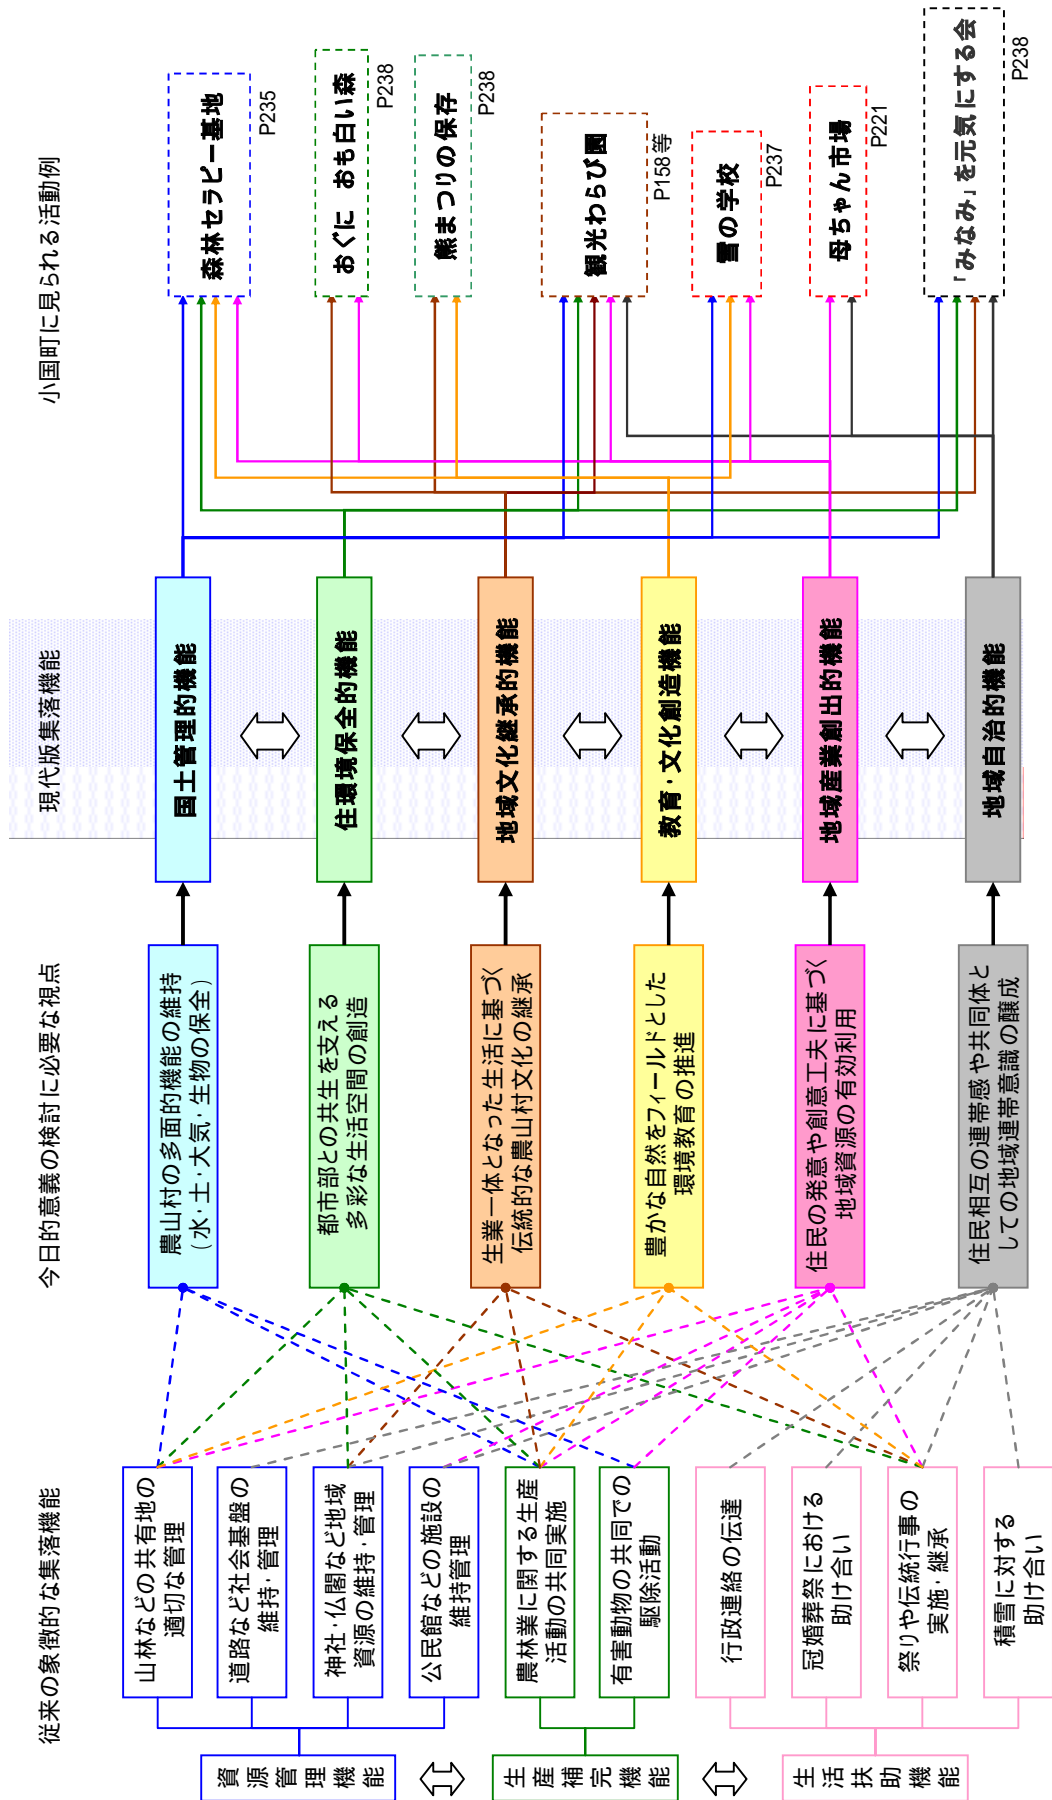 従来の象徴的な集落機能
資源管理機能
山林などの共有地の
適切な管理
道路など社会基盤の
維持・管理
神社・仏閣など地域
資源の維持・管理
公民館などの施設の
維持管理
生産補完機能
農林業に関する生産
活動の共同実施
有害動物の共同での
駆除活動
生活扶助機能
行政連絡の伝達
冠婚葬祭における
助け合い
祭りや伝統行事の
実施・継承
積雪に対する
助け合い
今日的意義の検討に必要な視点
農山村の多面的機能の維持
(水・土・大気・生物の保全)
都市部との共生を支える
多彩な生活空間の創造
生業一体となった生活に基づく
伝統的な農山村文化の継承
豊かな自然をフィールドとした
環境教育の推進
住民の発意や創意工夫に基づく
地域資源の有効利用
住民相互の連帯感や共同体と
しての地域連帯意識の醸成
現代版集落機能
国土管理的機能
住環境保全的機能
地域文化継承的機能
教育・文化創造機能
地域産業創出的機能
地域自治的機能
小国町に見られる活動例
森林セラピー基地
P235
おぐに おも白い森
P238
熊まつりの保存
P238
観光わらび園
P158等
雪の学校
P237
母ちゃん市場
P221
「みなみ」を元気にする会
P238